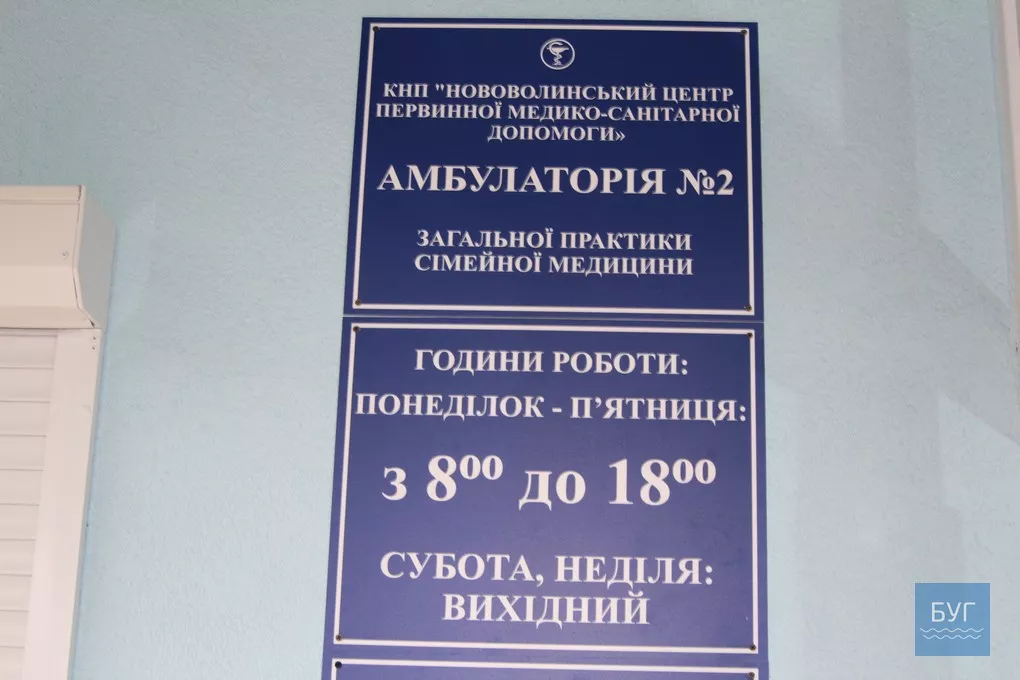 КНП "НОВОВОЛИНСЬКИЙ ЦЕНТР
ПЕРВИННОЇ МЕДИКО-САНІТАРНОЇ
ДОПОМОГИ»
АМБУЛАТОРІЯ №2
ЗАГАЛЬНОЇ ПРАКТИКИ
СІМЕЙНОЇ МЕДИЦИНИ
ГОДИНИ РОБОТИ:
ПОНЕДІЛОК - П’ЯТНИЦЯ:
З 8⁰⁰ до 18⁰⁰
СУБОТА, НЕДІЛЯ:
ВИХІДНИЙ
БУГ